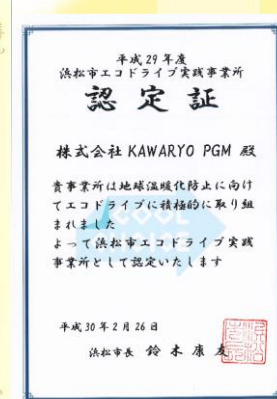 平成29年度
浜松市エコドライブ実践事業所
認定証
株式会社 KAWARYO PGM 殿
貴事業所は地球温暖化防止に向け
てエコドライブに積極的に取り組
まれました
よって浜松市エコドライブ実践
事業所として認定いたします
COOL
CHOICE
平成30年2月26日
浜松市長 鈴木康友